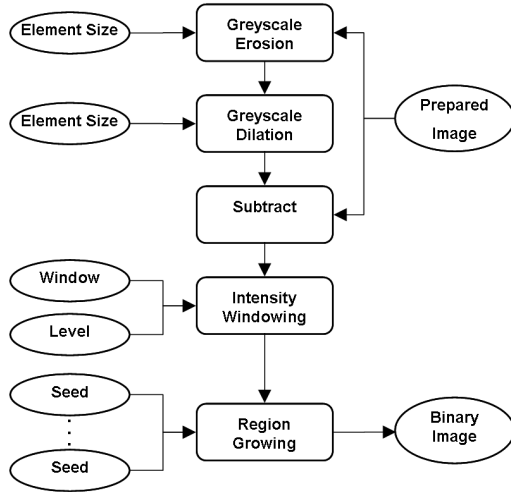 Element Size
Greyscale
Erosion
Element Size
Greyscale
Dilation
Prepared
Image
Subtract
Window
Level
Intensity
Windowing
Seed
Seed
Region
Growing
Binary
Image